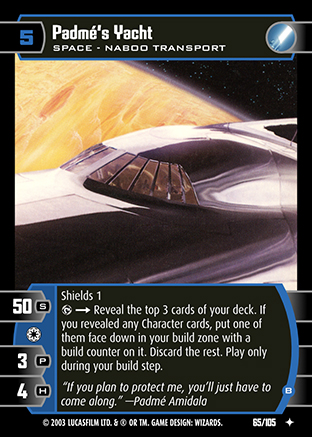 5
Padmé's Yacht
SPACE - NABOO TRANSPORT
50 S
3 P
4 H
Shields 1
→ Reveal the top 3 cards of your deck. If
you revealed any Character cards, put one of
them face down in your build zone with a
build counter on it. Discard the rest. Play only
during your build step.
"If you plan to protect me, you'll just have to
come along." —Padmé Amidala
B
© 2003 LUCASFILM LTD. & ® OR TM. GAME DESIGN: WIZARDS.
65/105